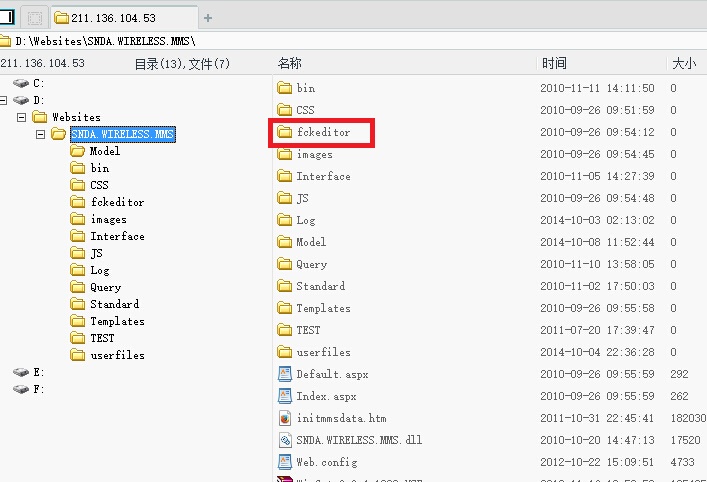 211.136.104.53
D:\Websites\SNDA.WIRELESS.MMS\
211.136.104.53 目录(13),文件(7)
C:
D:
Websites
SNDA.WIRELESS.MMS
Model
bin
CSS
fckeditor
images
Interface
JS
Log
Query
Standard
Templates
TEST
userfiles
E:
F:
名称 时间 大小
bin 2010-11-11 14:11:50 0
CSS 2010-09-26 09:51:59 0
fckeditor 2010-09-26 09:54:12 0
images 2010-09-26 09:54:45 0
Interface 2010-11-05 14:27:39 0
JS 2010-09-26 09:54:48 0
Log 2014-10-03 02:13:02 0
Model 2014-10-08 11:52:44 0
Query 2010-11-10 13:58:05 0
Standard 2010-11-02 17:50:03 0
Templates 2010-09-26 09:55:58 0
TEST 2011-07-20 17:39:47 0
userfiles 2014-10-04 22:36:28 0
Default.aspx 2010-09-26 09:55:59 292
Index.aspx 2010-09-26 09:55:59 262
initmmsdata.htm 2011-10-31 22:45:41 182030
SNDA.WIRELESS.MMS.dll 2010-10-20 14:47:13 17520
Web.config 2012-10-22 15:09:51 4733